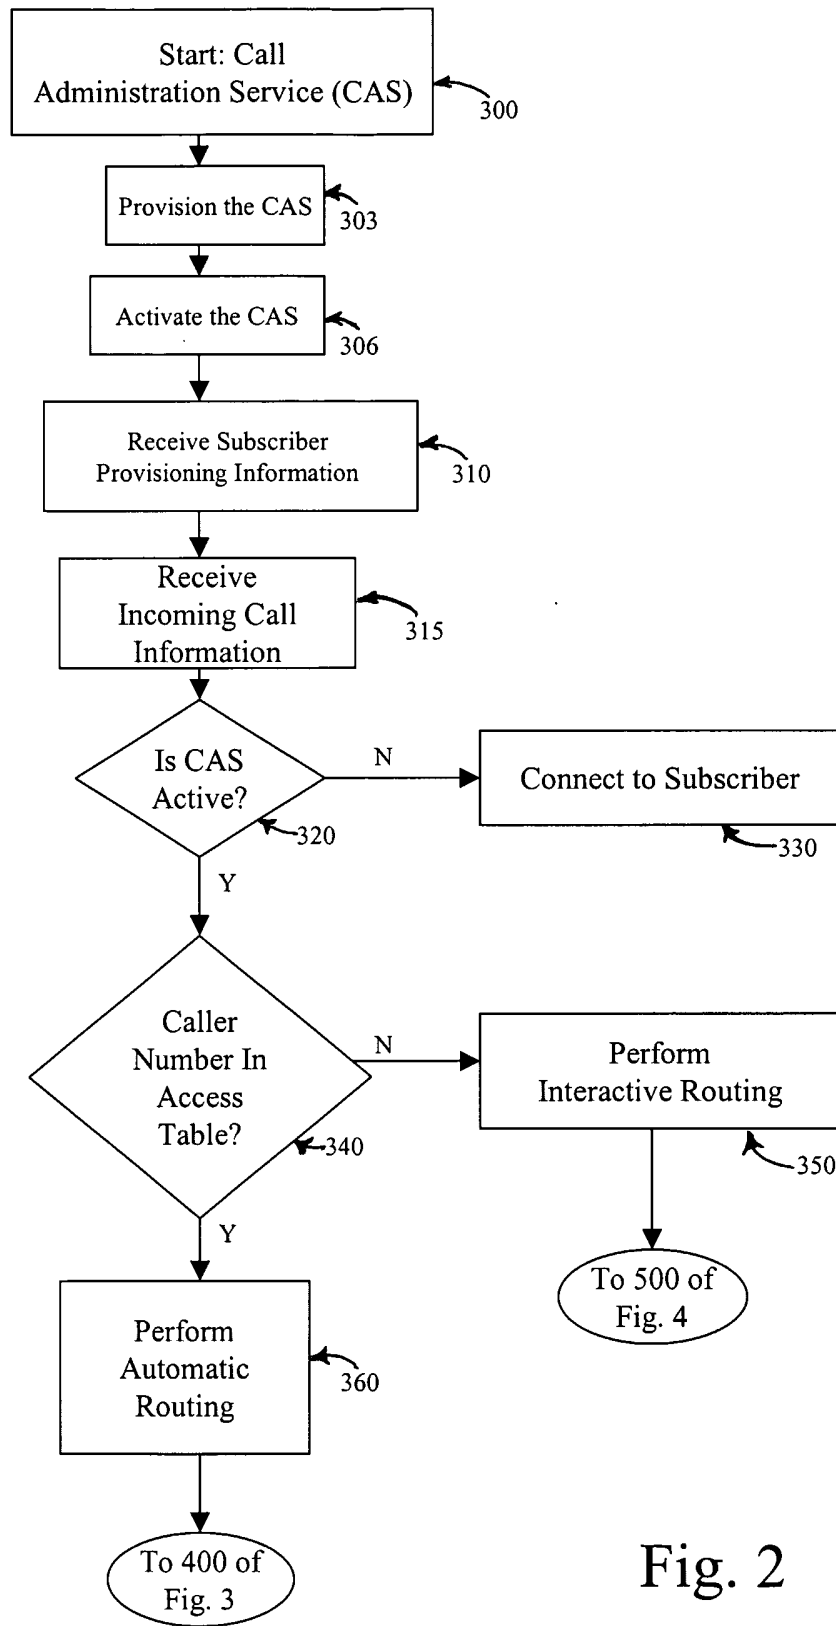 Start: Call
Administration Service (CAS)
300
Provision the CAS
303
Activate the CAS
306
Receive Subscriber
Provisioning Information
310
Receive
Incoming Call
Information
315
Is CAS
Active?
320
N
Connect to Subscriber
330
Y
Caller
Number In
Access
Table?
340
N
Perform
Interactive Routing
350
Y
To 500 of
Fig. 4
Perform
Automatic
Routing
360
To 400 of
Fig. 3
Fig. 2